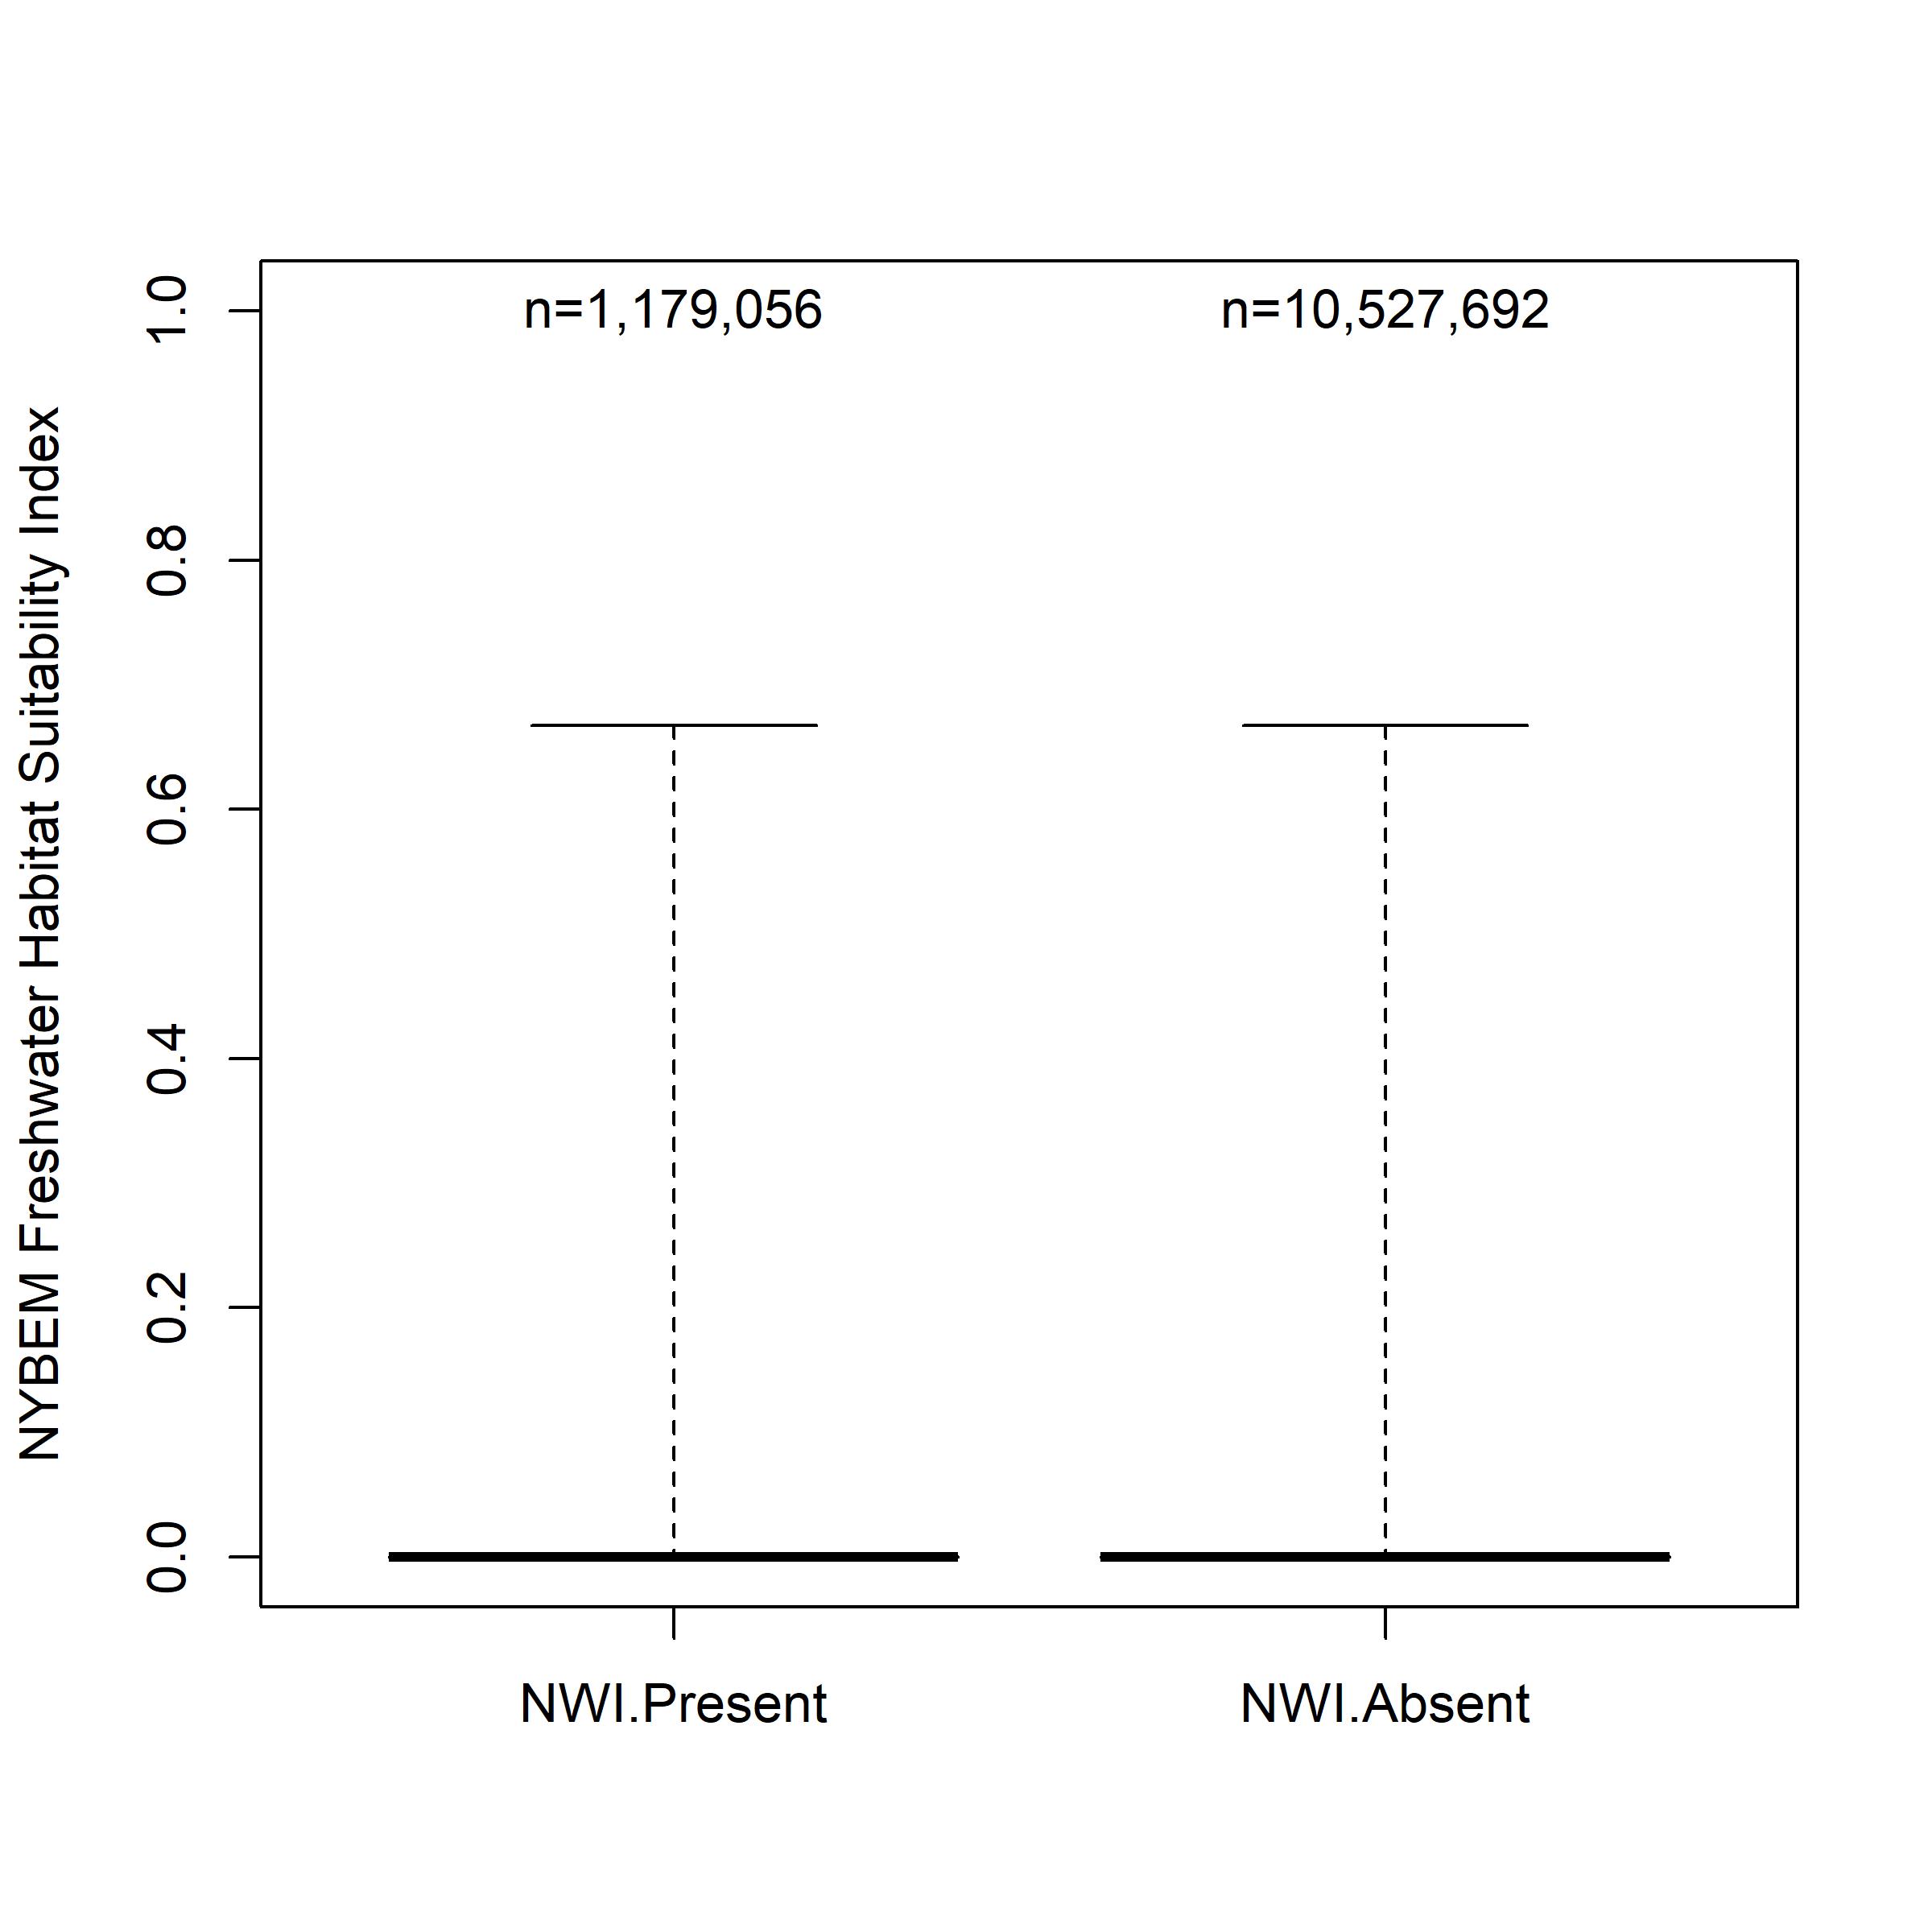 NYBEM Freshwater Habitat Suitability Index
1.0
0.8
0.6
0.4
0.2
0.0
n=1,179,056
n=10,527,692
NWI.Present
NWI.Absent